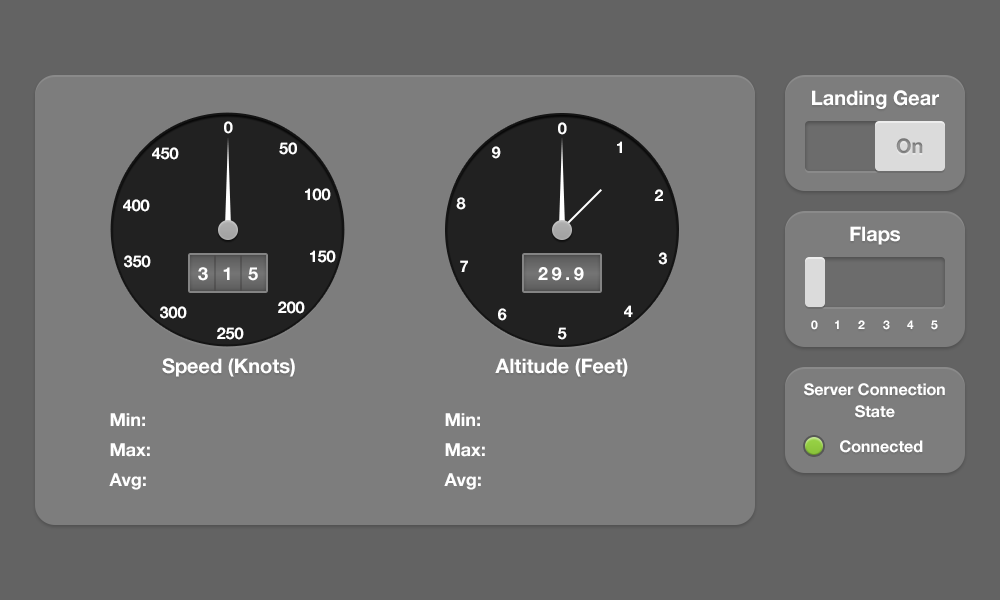 0
50
100
150
200
250
300
350
400
450
3 1 5
Speed (Knots)
Min:
Max:
Avg:
0
1
2
3
4
5
6
7
8
9
29.9
Altitude (Feet)
Min:
Max:
Avg:
Landing Gear
On
Flaps
0 1 2 3 4 5
Server Connection
State
Connected